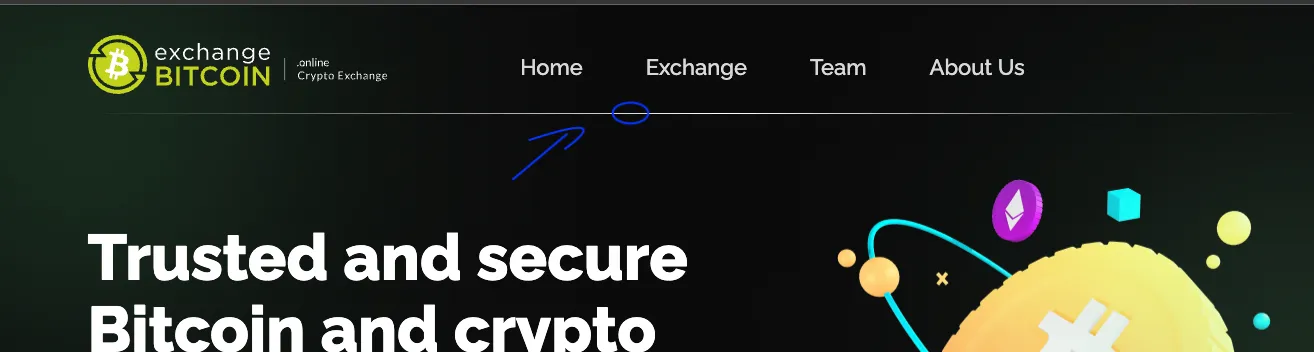 exchange
BITCOIN
.online
Crypto Exchange
Home
Exchange
Team
About Us
Trusted and secure
Bitcoin and crypto